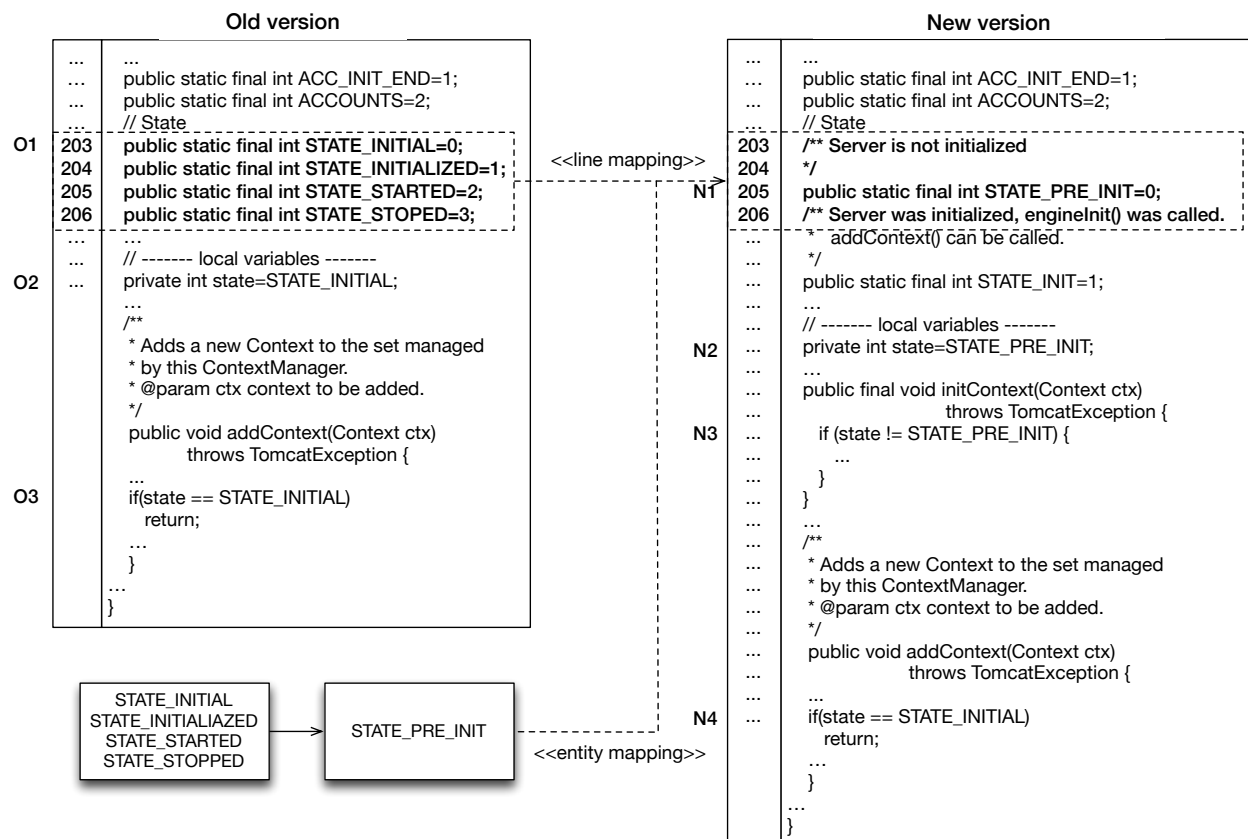 Old version
... ...
... public static final int ACC_INIT_END=1;
... public static final int ACCOUNTS=2;
... // State
O1 203 public static final int STATE_INITIAL=0;
204 public static final int STATE_INITIALIZED=1;
205 public static final int STATE_STARTED=2;
206 public static final int STATE_STOPED=3;
... ...
... // ------- local variables -------
O2 ... private int state=STATE_INITIAL;
...
/**
* Adds a new Context to the set managed
* by this ContextManager.
* @param ctx context to be added.
*/
public void addContext(Context ctx)
throws TomcatException {
...
O3 if(state == STATE_INITIAL)
return;
...
}
...
}
<<line mapping>>
New version
... ...
... public static final int ACC_INIT_END=1;
... public static final int ACCOUNTS=2;
... // State
203 /** Server is not initialized
204 */
N1 205 public static final int STATE_PRE_INIT=0;
206 /** Server was initialized, engineInit() was called.
... * addContext() can be called.
... */
... public static final int STATE_INIT=1;
... ...
... // ------- local variables -------
N2 ... private int state=STATE_PRE_INIT;
... ...
... public final void initContext(Context ctx)
... throws TomcatException {
N3 ... if (state != STATE_PRE_INIT) {
... ...
... }
... }
... ...
... /**
... * Adds a new Context to the set managed
... * by this ContextManager.
... * @param ctx context to be added.
... */
... public void addContext(Context ctx)
... throws TomcatException {
... ...
N4 ... if(state == STATE_INITIAL)
return;
...
}
...
}
STATE_INITIAL
STATE_INITIALIAZED
STATE_STARTED
STATE_STOPPED
STATE_PRE_INIT
<<entity mapping>>